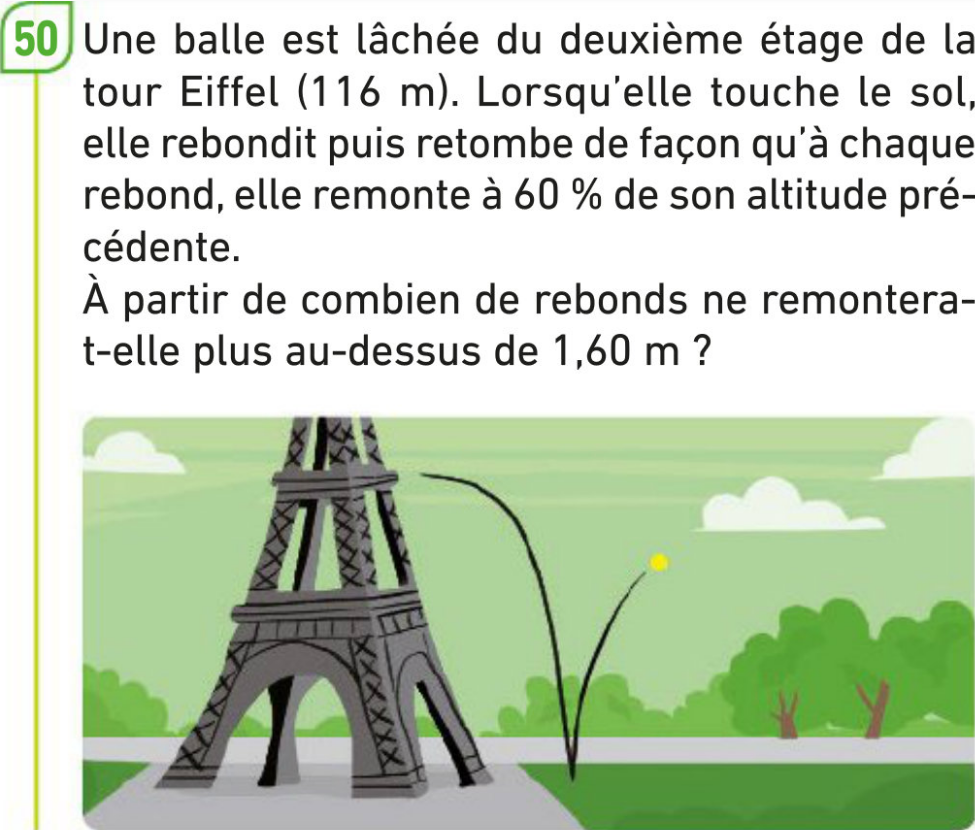 50 Une balle est lâchée du deuxième étage de la
tour Eiffel (116 m). Lorsqu'elle touche le sol,
elle rebondit puis retombe de façon qu'à chaque
rebond, elle remonte à 60 % de son altitude pré-
cédente.
À partir de combien de rebonds ne remontera-
t-elle plus au-dessus de 1,60 m ?